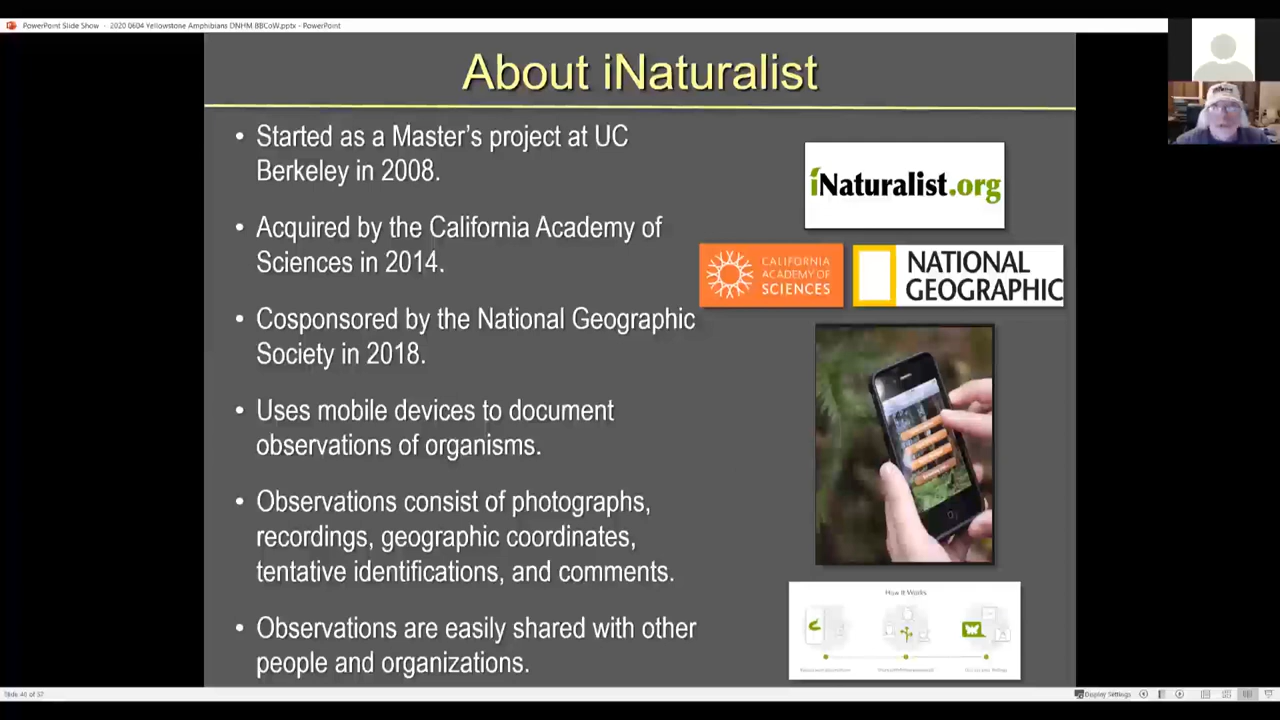 PowerPoint Slide Show - 2020 0604 Yellowstone Amphibians DNHM BBCoW.pptx - PowerPoint
About iNaturalist
• Started as a Master's project at UC
Berkeley in 2008.
• Acquired by the California Academy of
Sciences in 2014.
• Cosponsored by the National Geographic
Society in 2018.
• Uses mobile devices to document
observations of organisms.
• Observations consist of photographs,
recordings, geographic coordinates,
tentative identifications, and comments.
• Observations are easily shared with other
people and organizations.
iNaturalist.org
CALIFORNIA
ACADEMY OF
SCIENCES
NATIONAL
GEOGRAPHIC
How It Works
Display Settings